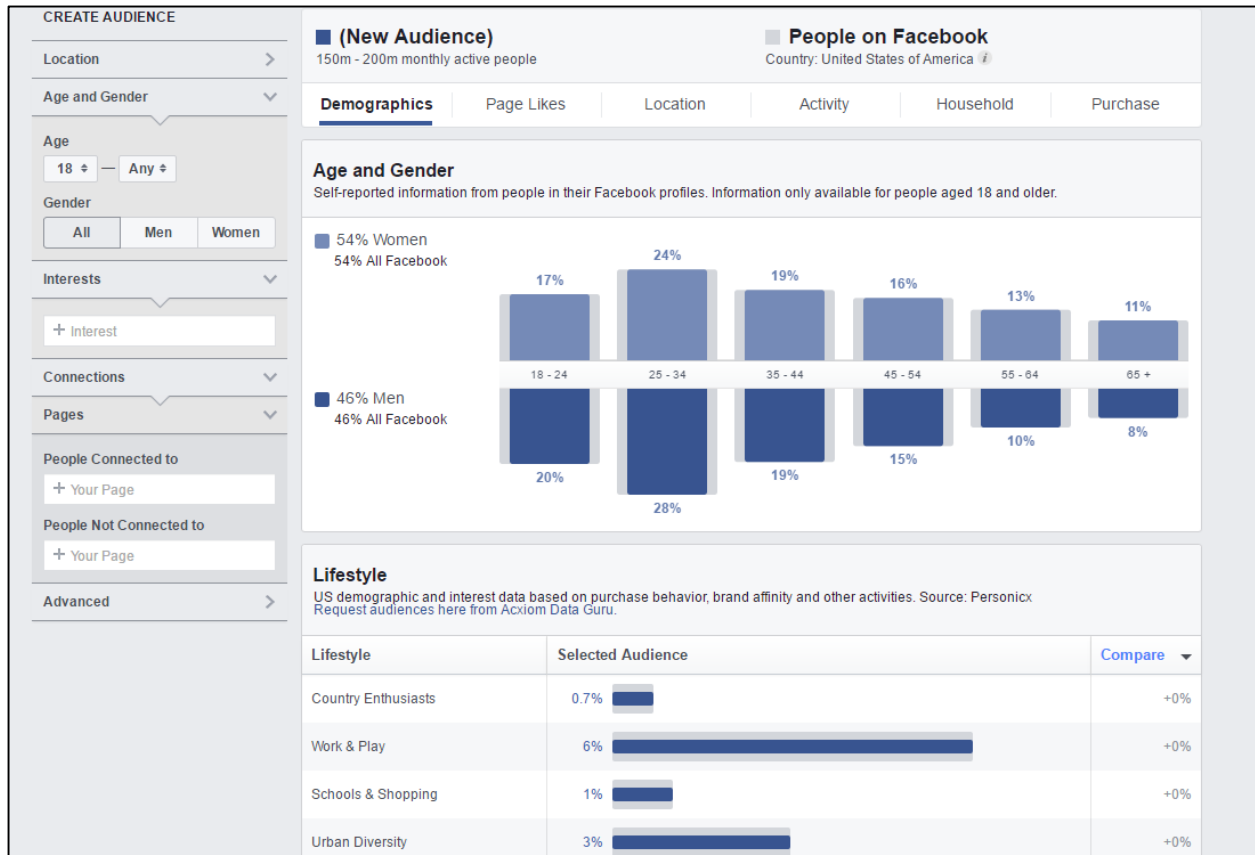 CREATE AUDIENCE
Location
Age and Gender
Age
18 — Any
Gender
All Men Women
Interests
+ Interest
Connections
Pages
People Connected to
+ Your Page
People Not Connected to
+ Your Page
Advanced
(New Audience)
150m - 200m monthly active people
People on Facebook
Country: United States of America i
Demographics Page Likes Location Activity Household Purchase
Age and Gender
Self-reported information from people in their Facebook profiles. Information only available for people aged 18 and older.
54% Women
54% All Facebook
17% 24% 19% 16% 13% 11%
18 - 24 25 - 34 35 - 44 45 - 54 55 - 64 65 +
46% Men
46% All Facebook
20% 28% 19% 15% 10% 8%
Lifestyle
US demographic and interest data based on purchase behavior, brand affinity and other activities. Source: Personicx
Request audiences here from Acxiom Data Guru.
Lifestyle Selected Audience Compare
Country Enthusiasts 0.7% +0%
Work & Play 6% +0%
Schools & Shopping 1% +0%
Urban Diversity 3% +0%